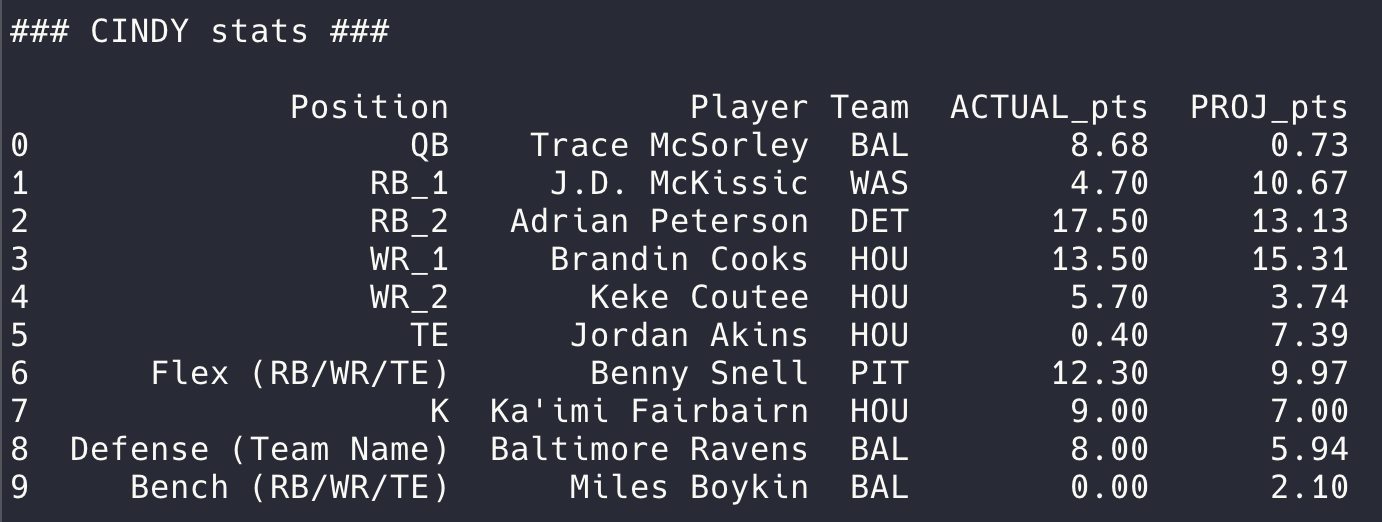 ### CINDY stats ###
Position Player Team ACTUAL_pts PROJ_pts
0 QB Trace McSorley BAL 8.68 0.73
1 RB_1 J.D. McKissic WAS 4.70 10.67
2 RB_2 Adrian Peterson DET 17.50 13.13
3 WR_1 Brandin Cooks HOU 13.50 15.31
4 WR_2 Keke Coutee HOU 5.70 3.74
5 TE Jordan Akins HOU 0.40 7.39
6 Flex (RB/WR/TE) Benny Snell PIT 12.30 9.97
7 K Ka'imi Fairbairn HOU 9.00 7.00
8 Defense (Team Name) Baltimore Ravens BAL 8.00 5.94
9 Bench (RB/WR/TE) Miles Boykin BAL 0.00 2.10